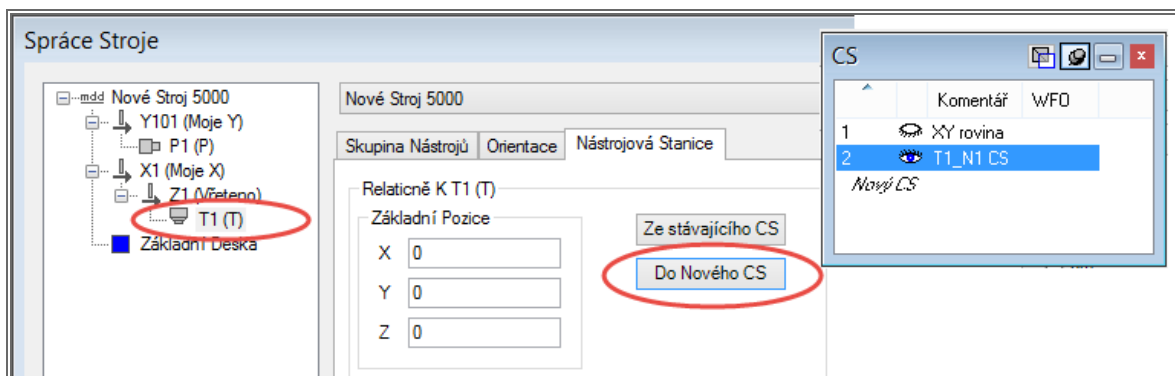 Spráce Stroje
mdd Nové Stroj 5000
Y101 (Moje Y)
P1 (P)
X1 (Moje X)
Z1 (Vřeteno)
T1 (T)
Základní Deska
Nové Stroj 5000
Skupina Nástrojů Orientace Nástrojová Stanice
Relaticně K T1 (T)
Základní Pozice
X 0
Y 0
Z 0
Ze stávajícího CS
Do Nového CS
CS
Komentář WFO
1 XY rovina
2 T1_N1 CS
Nový CS